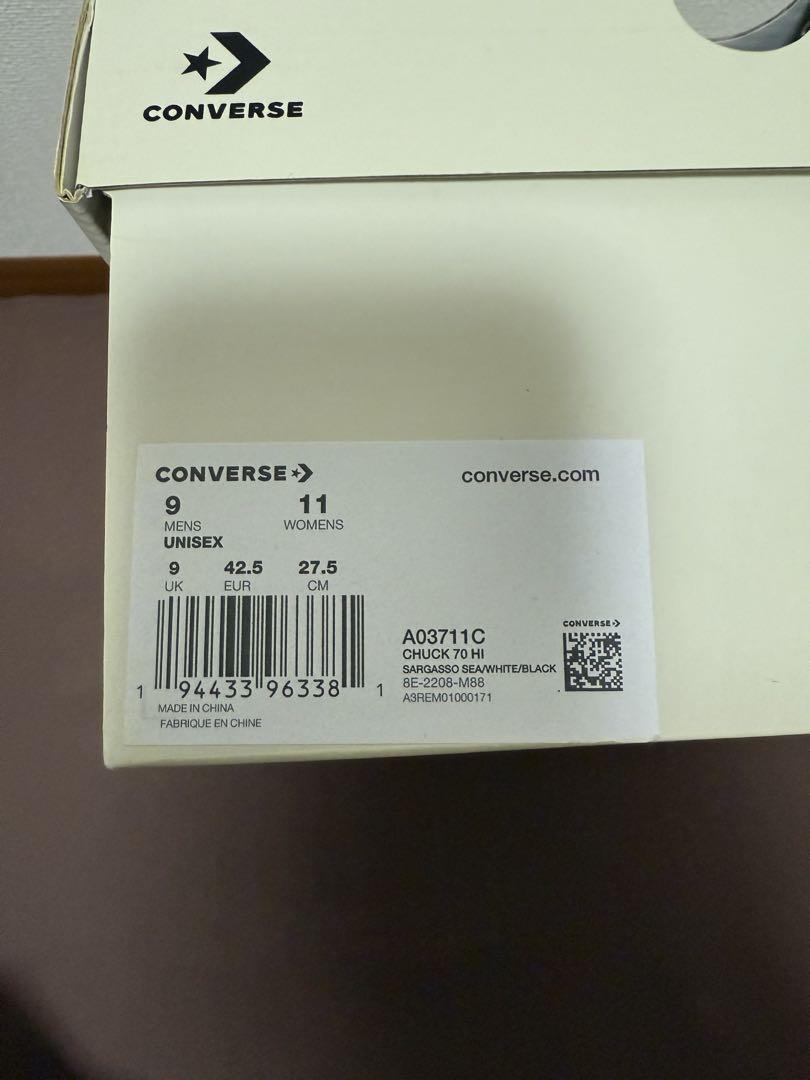 CONVERSE
CONVERSE
converse.com
9 11
MENS WOMENS
UNISEX
9 42.5 27.5
UK EUR CM
1 94433 96338 1
MADE IN CHINA
FABRIQUE EN CHINE
A03711C
CHUCK 70 HI
SARGASSO SEA/WHITE/BLACK
8E-2208-M88
A3REM01000171
CONVERSE